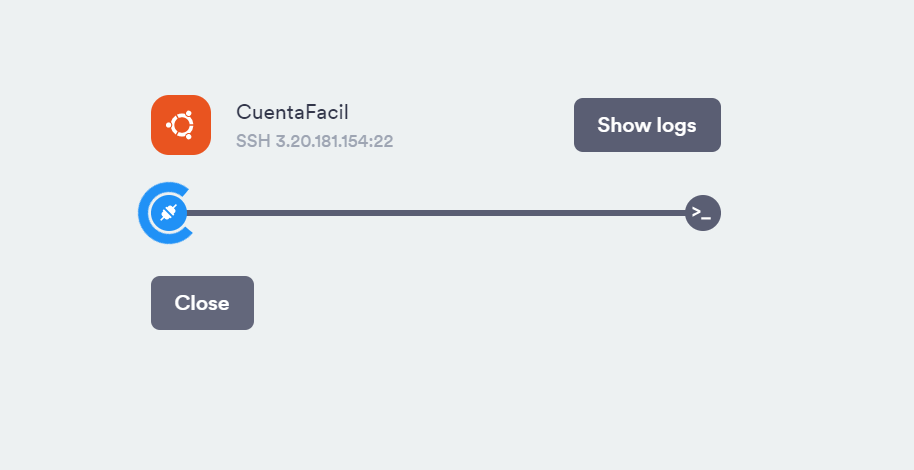 CuentaFacil
SSH 3.20.181.154:22
Show logs
>_
Close